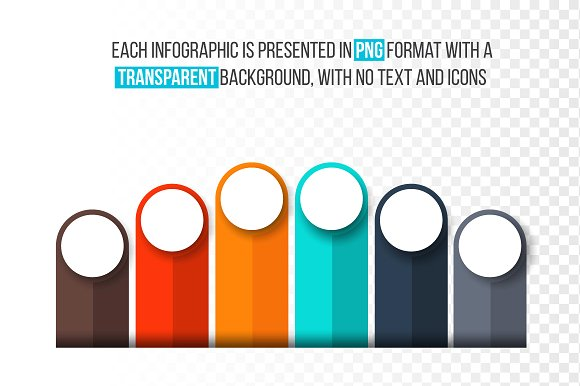 EACH INFOGRAPHIC IS PRESENTED IN PNG FORMAT WITH A
TRANSPARENT BACKGROUND, WITH NO TEXT AND ICONS